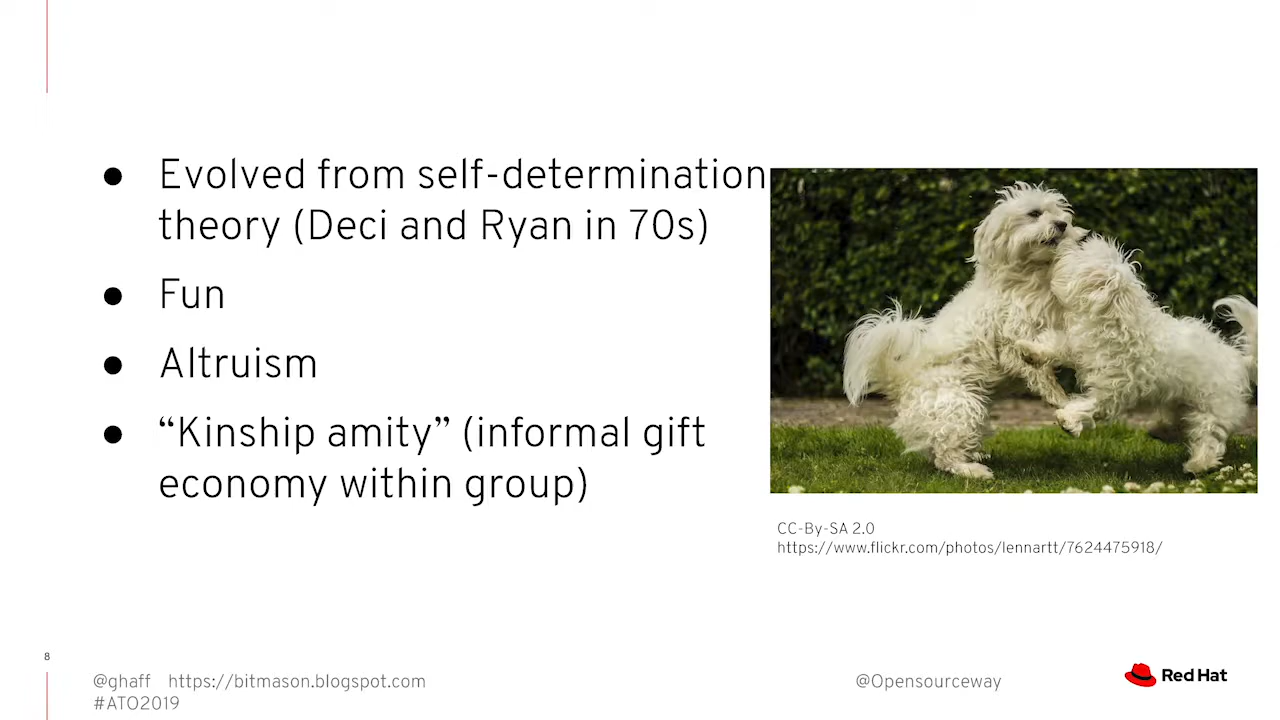 ● Evolved from self-determination
theory (Deci and Ryan in 70s)
● Fun
● Altruism
● “Kinship amity” (informal gift
economy within group)
CC-By-SA 2.0
https://www.flickr.com/photos/lennartt/7624475918/
8
@ghaff https://bitmason.blogspot.com
#ATO2019
@Opensourceway
Red Hat